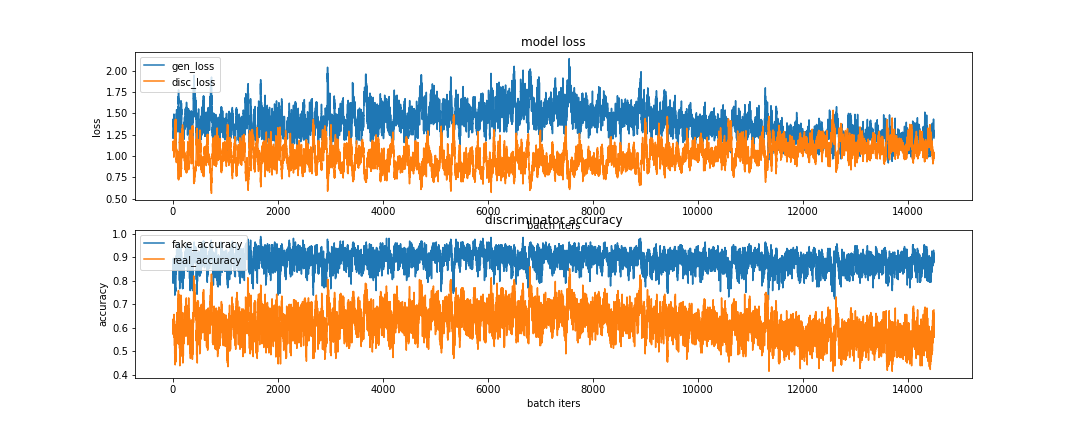 model loss
gen_loss
disc_loss
2.00
1.75
1.50
1.25
1.00
0.75
0.50
loss
0 2000 4000 6000 8000 10000 12000 14000
batch iters
discriminator accuracy
fake_accuracy
real_accuracy
1.0
0.9
0.8
0.7
0.6
0.5
0.4
accuracy
0 2000 4000 6000 8000 10000 12000 14000
batch iters